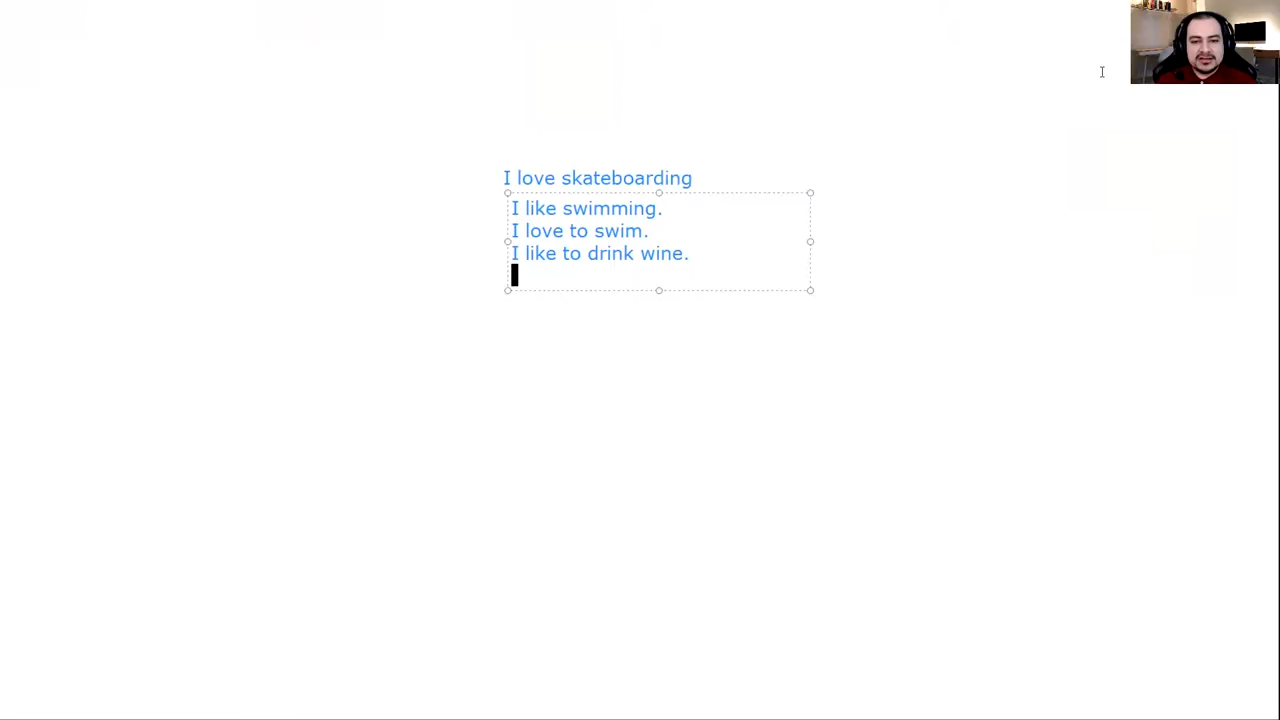 I love skateboarding
I like swimming.
I love to swim.
I like to drink wine.